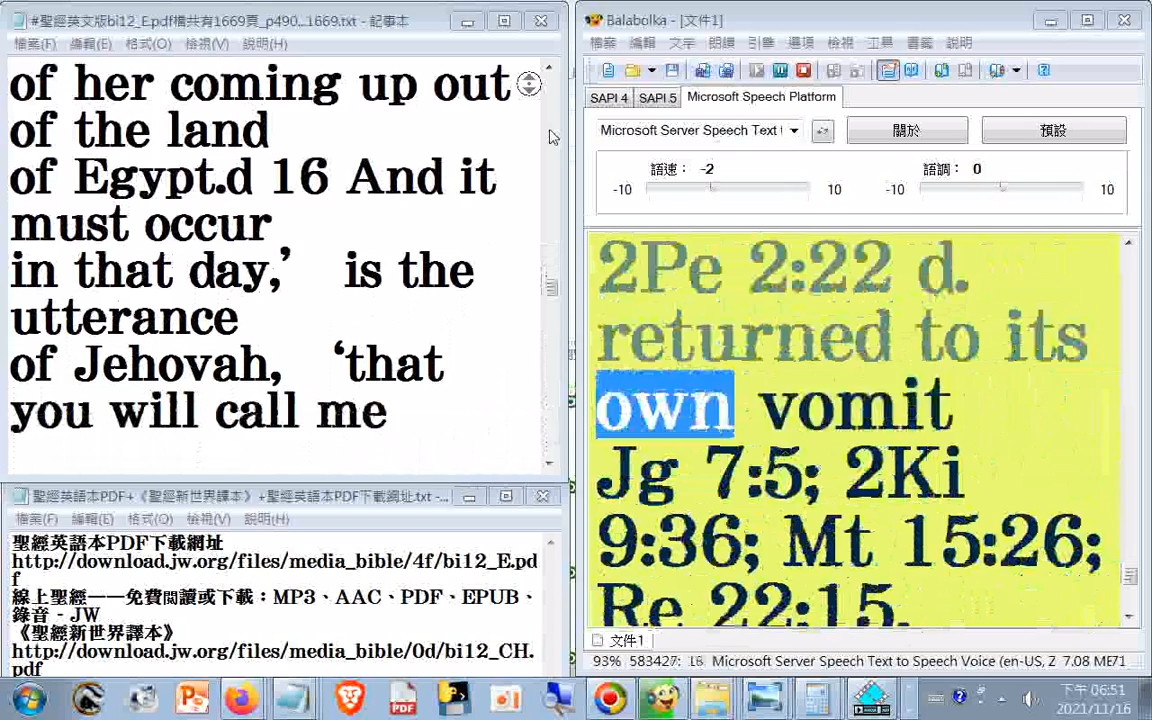 #聖經英文版bi12_E.pdf橫共有1669頁_p490...1669.txt - 記事本
檔案(F) 編輯(E) 格式(O) 檢視(V) 說明(H)
of her coming up out
of the land
of Egypt.d 16 And it
must occur
in that day,’ is the
utterance
of Jehovah, ‘that
you will call me
聖經英語本PDF+《聖經新世界譯本》+聖經英語本PDF下載網址.txt -...
檔案(F) 編輯(E) 格式(O) 檢視(V) 說明(H)
聖經英語本PDF下載網址
http://download.jw.org/files/media_bible/4f/bi12_E.pd
f
線上聖經——免費閱讀或下載：MP3、AAC、PDF、EPUB、
錄音 - JW
《聖經新世界譯本》
http://download.jw.org/files/media_bible/0d/bi12_CH.
pdf
Balabolka - [文件1]
檔案 編輯 文字 朗讀 引擎 選項 檢視 工具 書籤 說明
SAPI 4 SAPI 5 Microsoft Speech Platform
Microsoft Server Speech Text 關於 預設
語速： -2 語調： 0
-10 10 -10 10
2Pe 2:22 d.
returned to its
own vomit
Jg 7:5; 2Ki
9:36; Mt 15:26;
Re 22:15.
文件1
93% 583427: 16 Microsoft Server Speech Text to Speech Voice (en-US, Z 7.08 ME71
PDF
下午 06:51
2021/11/16